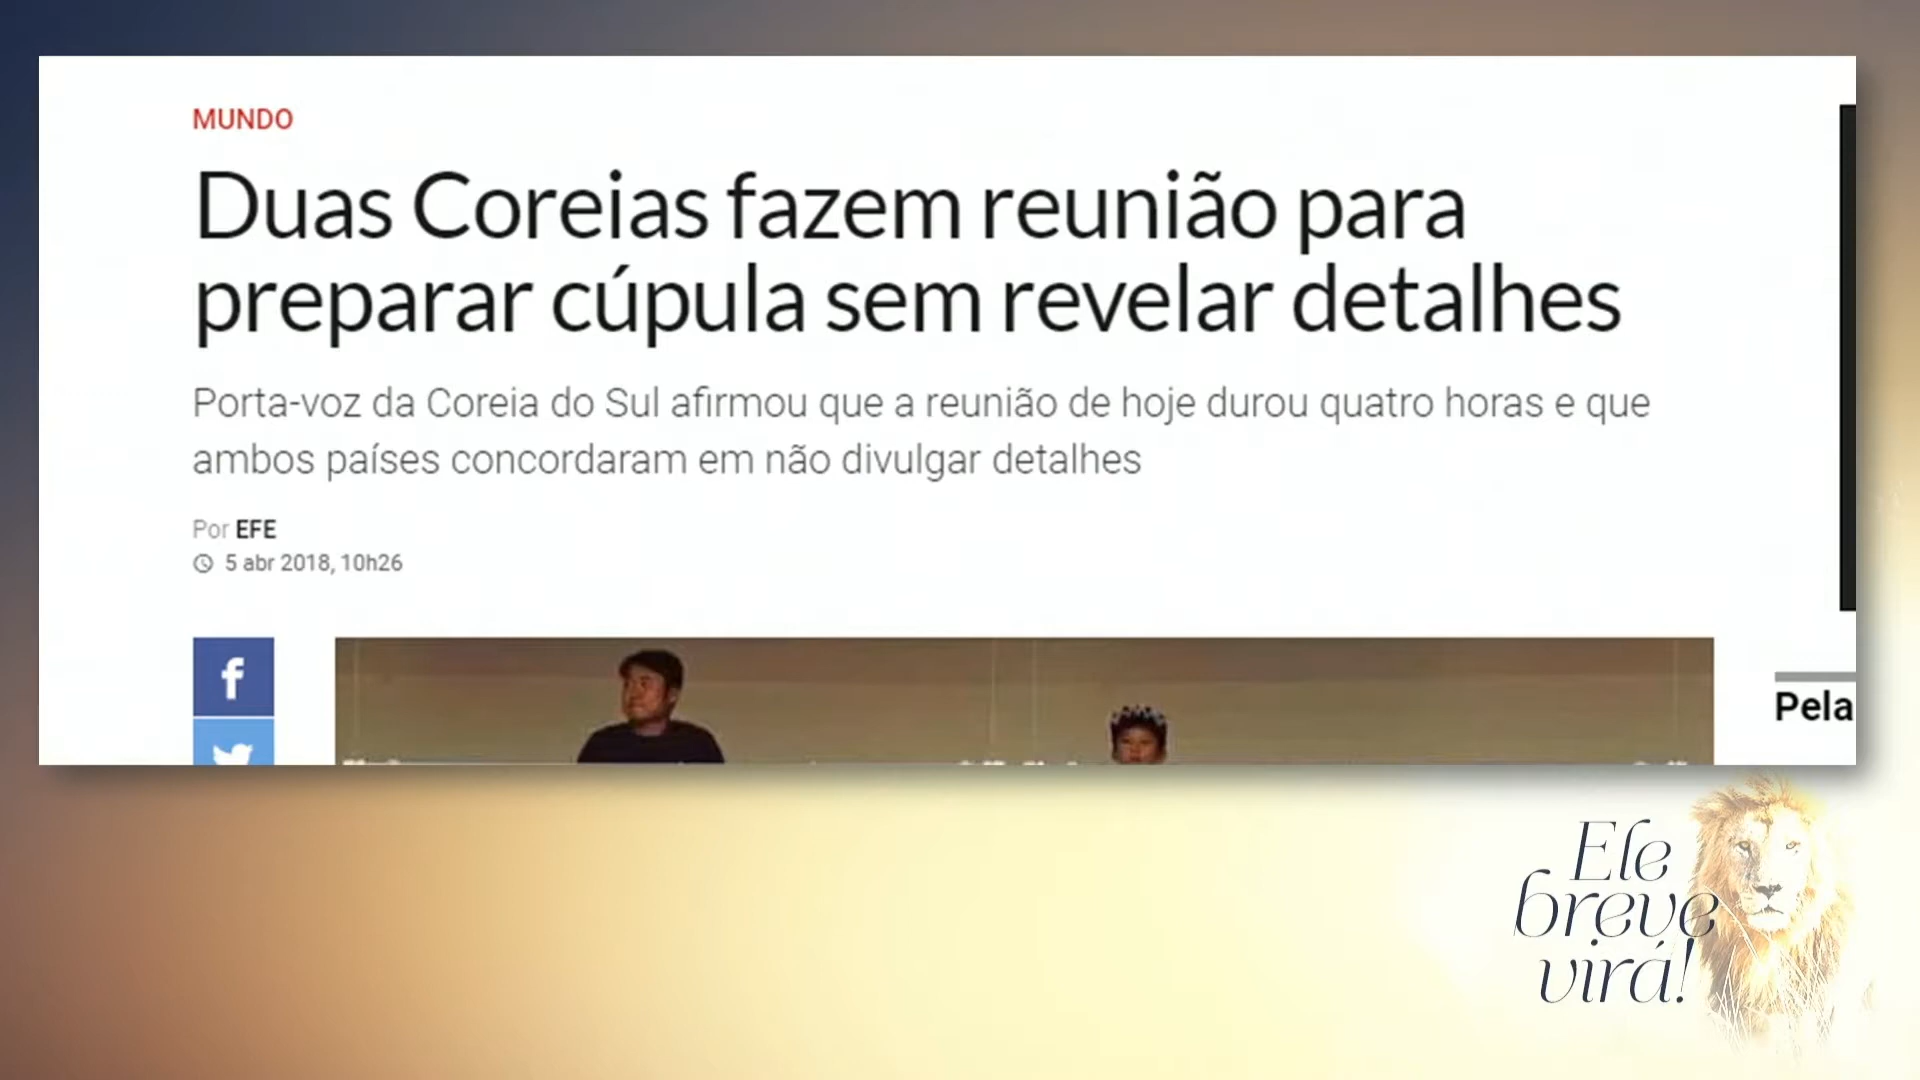 MUNDO
Duas Coreias fazem reunião para
preparar cúpula sem revelar detalhes
Porta-voz da Coreia do Sul afirmou que a reunião de hoje durou quatro horas e que
ambos países concordaram em não divulgar detalhes
Por EFE
5 abr 2018, 10h26
f
Pela
Ele
breve
virá!